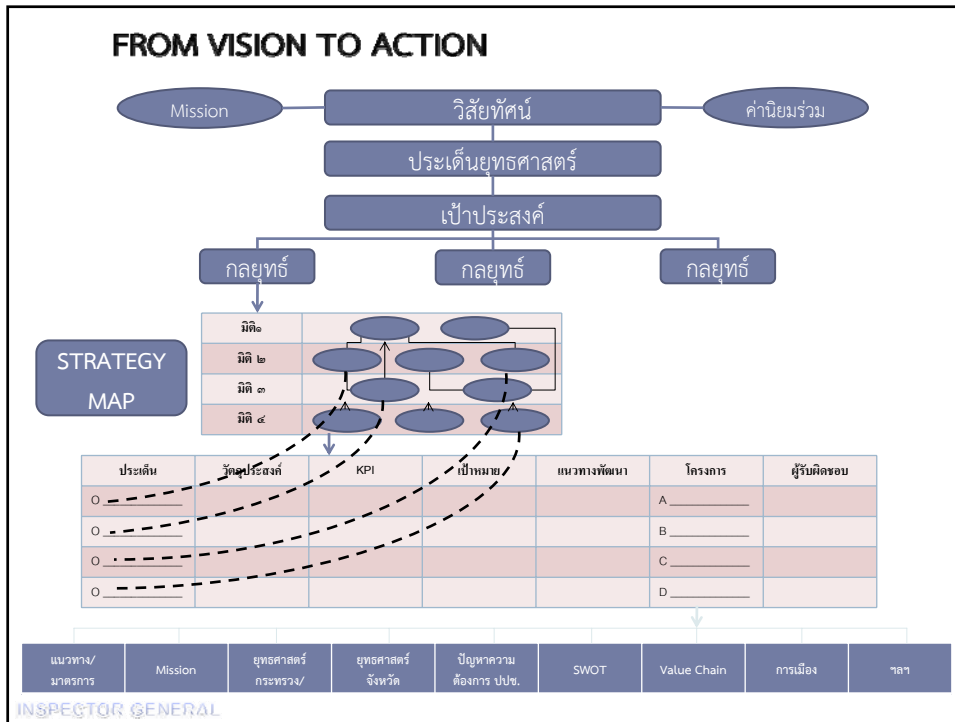 FROM VISION TO ACTION
Mission
วิสัยทัศน์
ค่านิยมร่วม
ประเด็นยุทธศาสตร์
เป้าประสงค์
กลยุทธ์
กลยุทธ์
กลยุทธ์
STRATEGY
MAP
มิติ๑
มิติ ๒
มิติ ๓
มิติ ๔
ประเด็น
วัตถุประสงค์
KPI
เป้าหมาย
แนวทางพัฒนา
โครงการ
ผู้รับผิดชอบ
O ____________
A ____________
O ____________
B ____________
O ____________
C ____________
O ____________
D ____________
แนวทาง/
มาตรการ
Mission
ยุทธศาสตร์
กระทรวง/
ยุทธศาสตร์
จังหวัด
ปัญหาความ
ต้องการ ปปช.
SWOT
Value Chain
การเมือง
ฯลฯ
INSPECTOR GENERAL